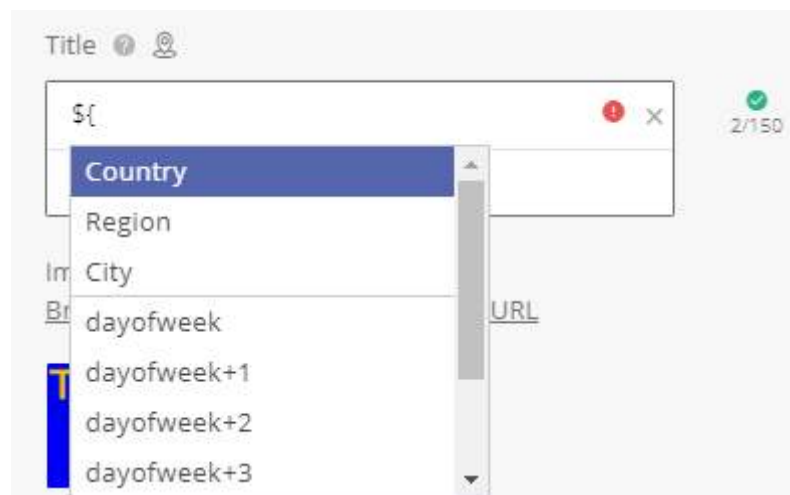 Title
${
2/150
Country
Region
City
Im
Br
URL
dayofweek
dayofweek+1
T
dayofweek+2
dayofweek+3